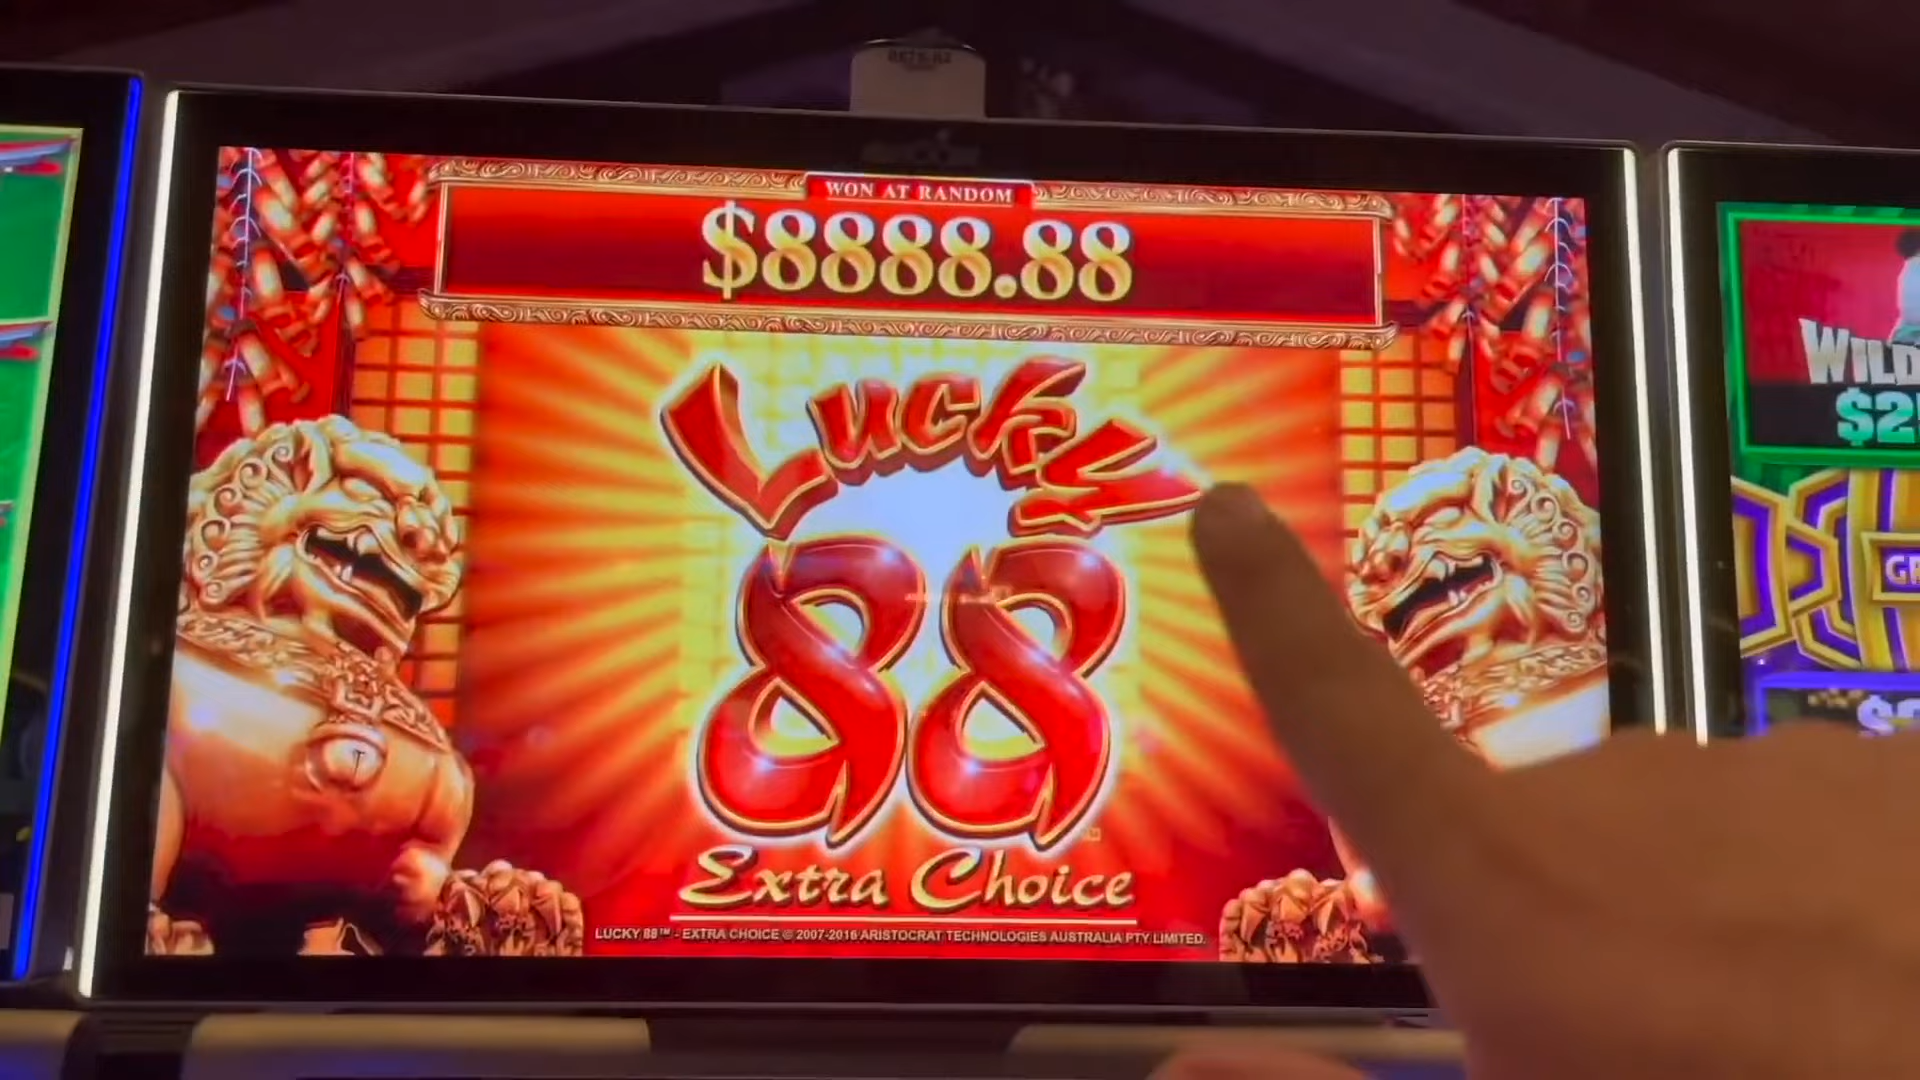 WON AT RANDOM
$8888.88
Lucky
88
Extra Choice
LUCKY 88™ - EXTRA CHOICE © 2007-2016 ARISTOCRAT TECHNOLOGIES AUSTRALIA PTY LIMITED.
WILD
$2